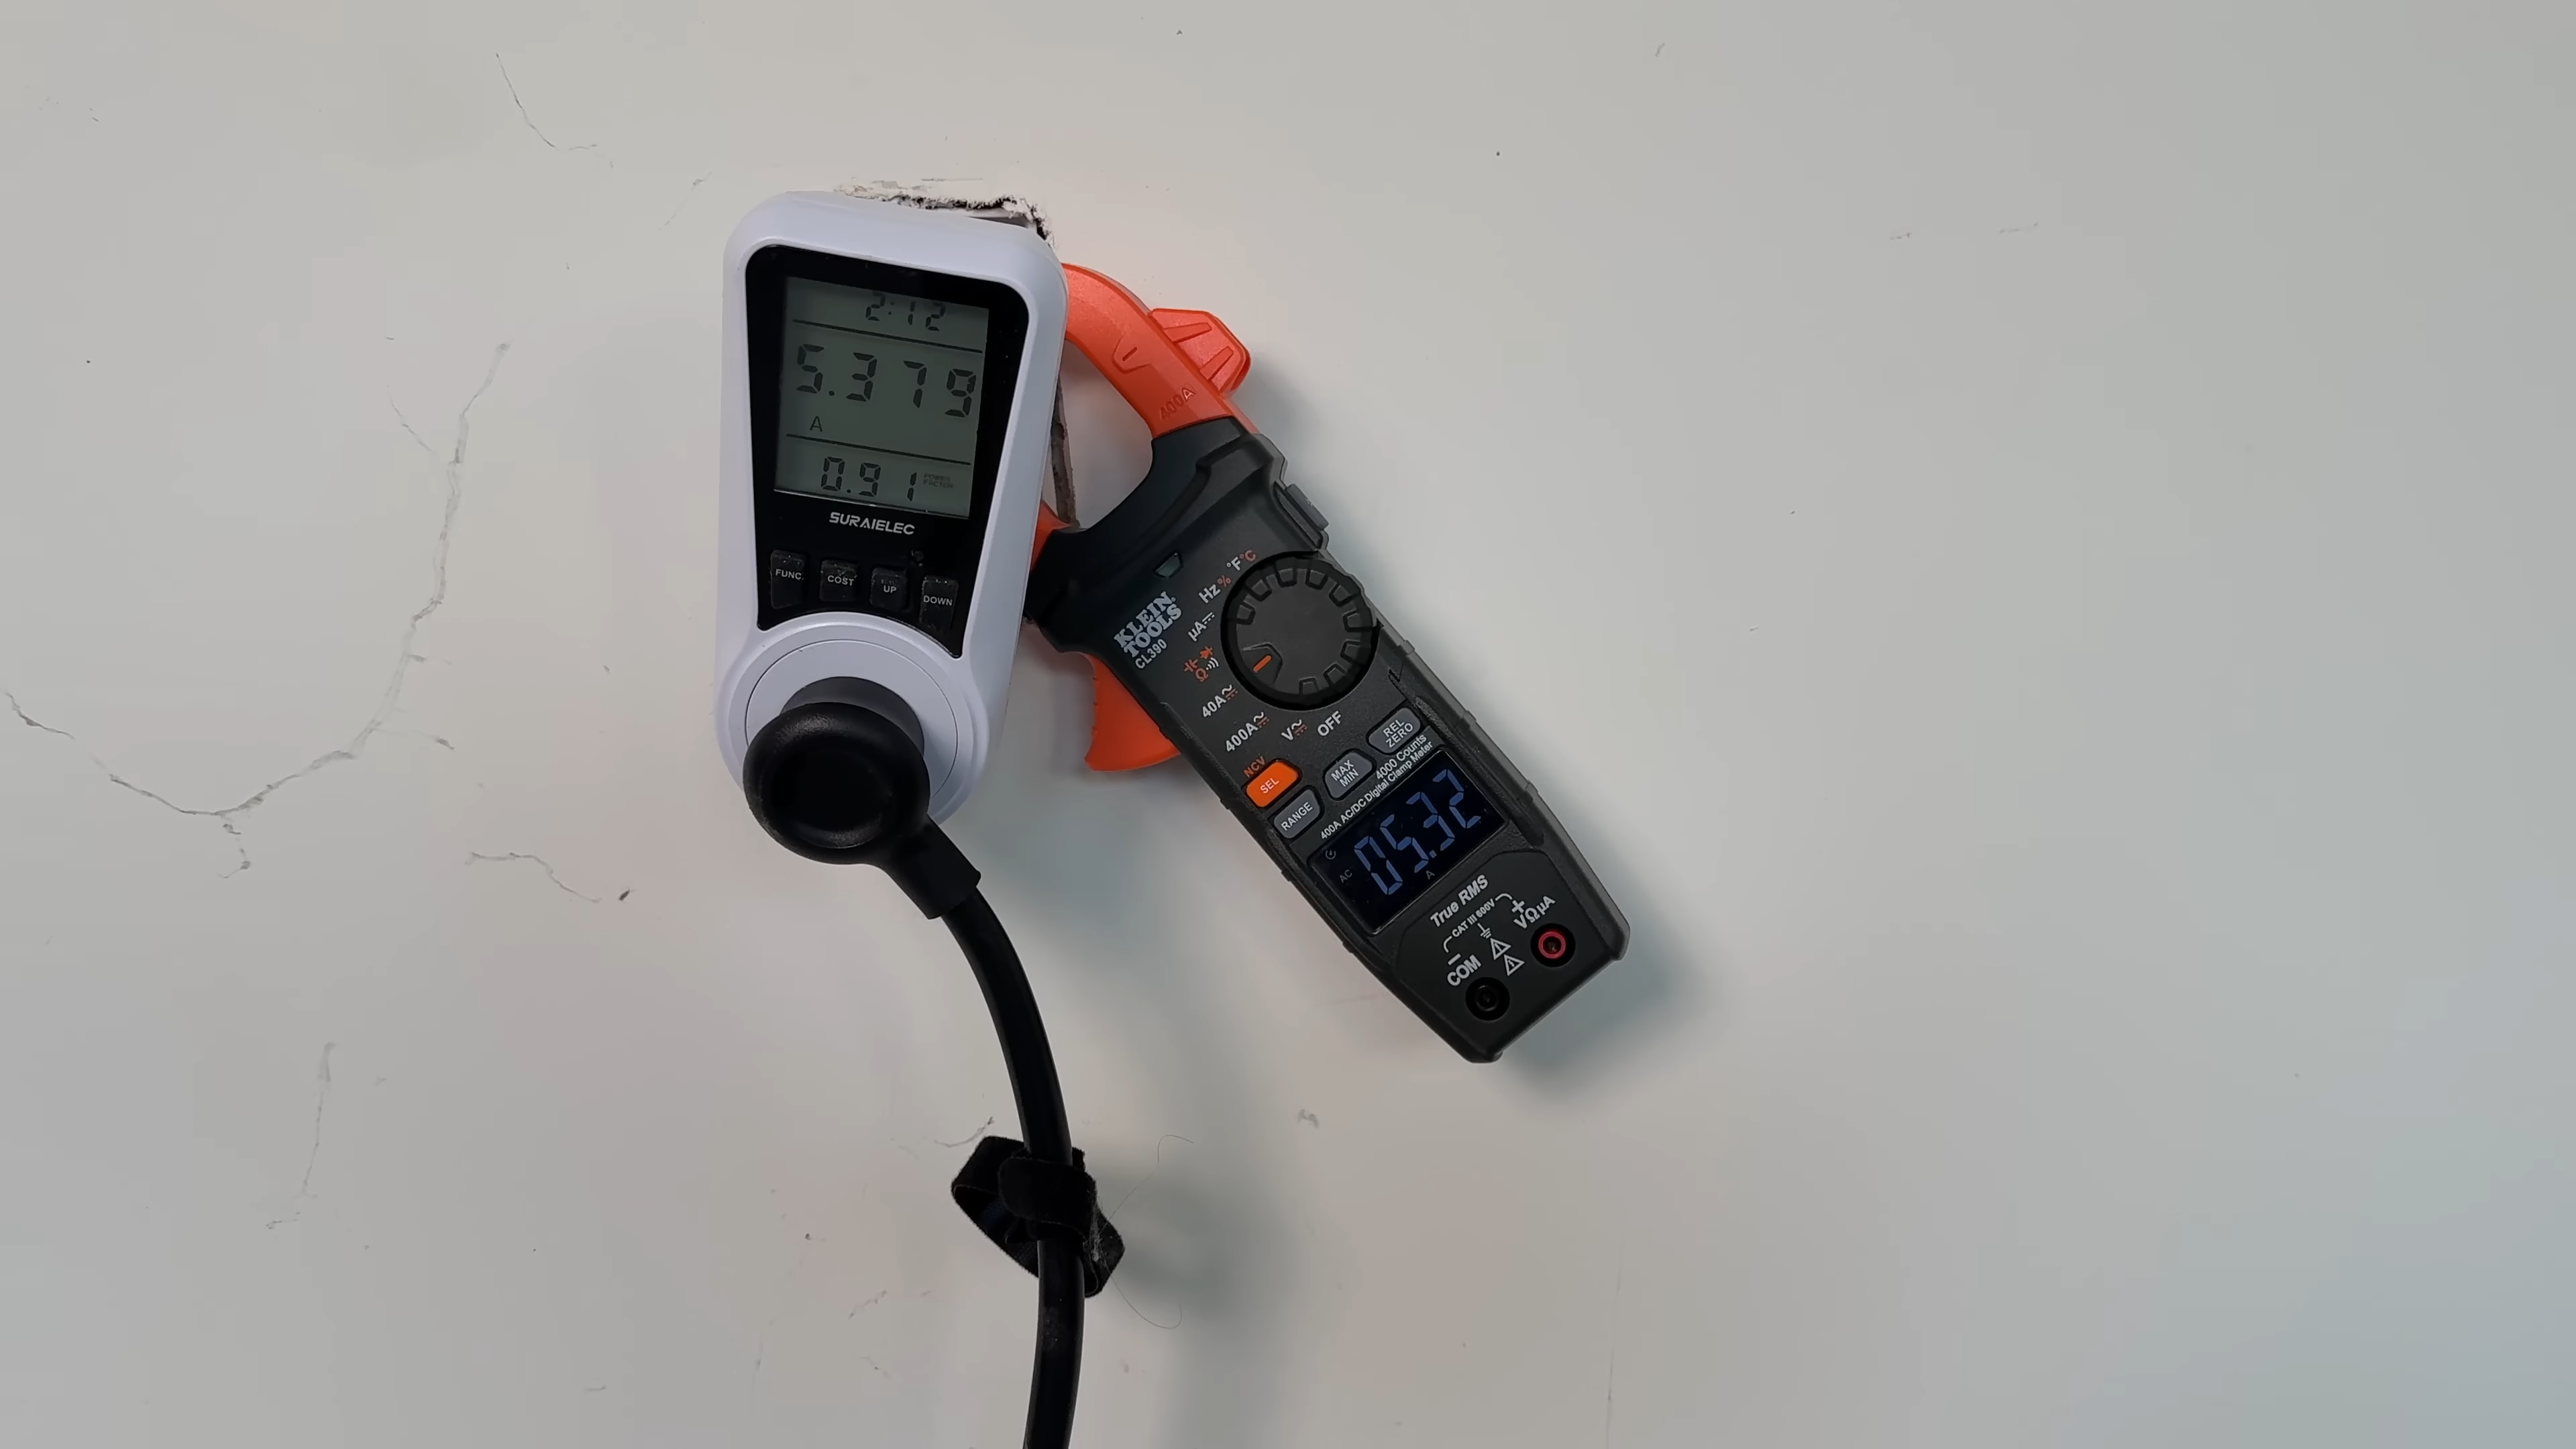 2:12
5.379
A
0.91 POWER FACTOR
SURAIELEC
FUNC. COST UP DOWN
400A
KLEIN
TOOLS
CL390
°F°C
Hz%
µA
Ω
40A
400A
V
OFF
NCV
SEL
MAX
MIN
REL
ZERO
RANGE
4000 Counts
400A AC/DC Digital Clamp Meter
AC 05.32
A
True RMS
CAT III 600V
COM
VΩµA